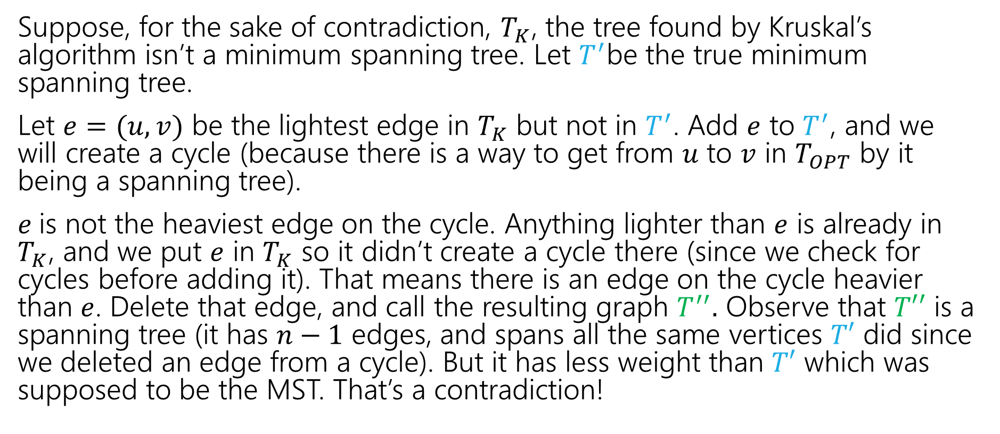 Suppose, for the sake of contradiction, T_K, the tree found by Kruskal’s
algorithm isn’t a minimum spanning tree. Let T′ be the true minimum
spanning tree.
Let e = (u, v) be the lightest edge in T_K but not in T′. Add e to T′, and we
will create a cycle (because there is a way to get from u to v in T_OPT by it
being a spanning tree).
e is not the heaviest edge on the cycle. Anything lighter than e is already in
T_K, and we put e in T_K so it didn’t create a cycle there (since we check for
cycles before adding it). That means there is an edge on the cycle heavier
than e. Delete that edge, and call the resulting graph T′′. Observe that T′′ is a
spanning tree (it has n − 1 edges, and spans all the same vertices T′ did since
we deleted an edge from a cycle). But it has less weight than T′ which was
supposed to be the MST. That’s a contradiction!